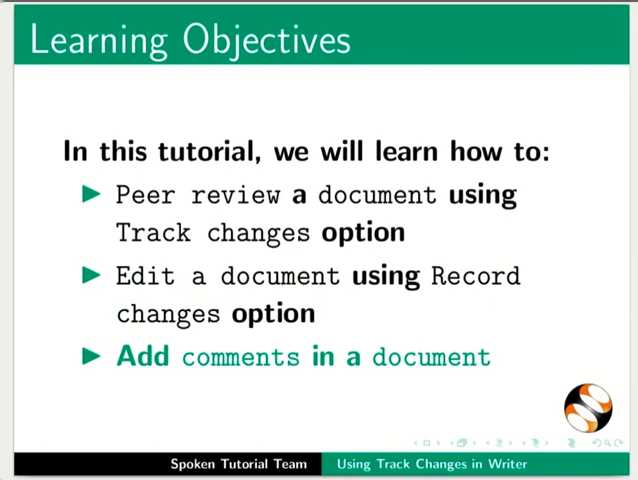 Learning Objectives
In this tutorial, we will learn how to:
Peer review a document using
Track changes option
Edit a document using Record
changes option
Add comments in a document
Spoken Tutorial Team Using Track Changes in Writer